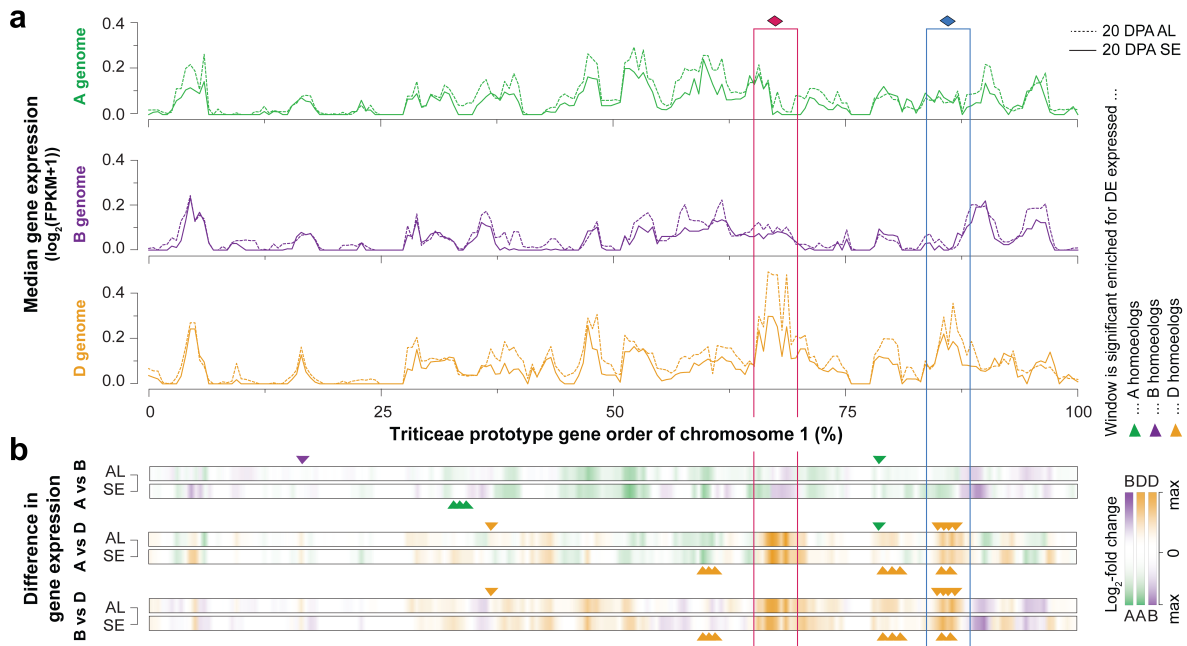 a
0.4
0.2
0.0
A genome
20 DPA AL
20 DPA SE
Median gene expression
(log2(FPKM+1))
0.4
0.2
0.0
B genome
0.4
0.2
0.0
D genome
0
25
50
75
100
Triticeae prototype gene order of chromosome 1 (%)
Window is significant enriched for DE expressed ...
... A homoeologs
... B homoeologs
... D homoeologs
b
Difference in
gene expression
A vs B
AL
SE
A vs D
AL
SE
B vs D
AL
SE
Log2-fold change
BDD
AAB
max
0
max